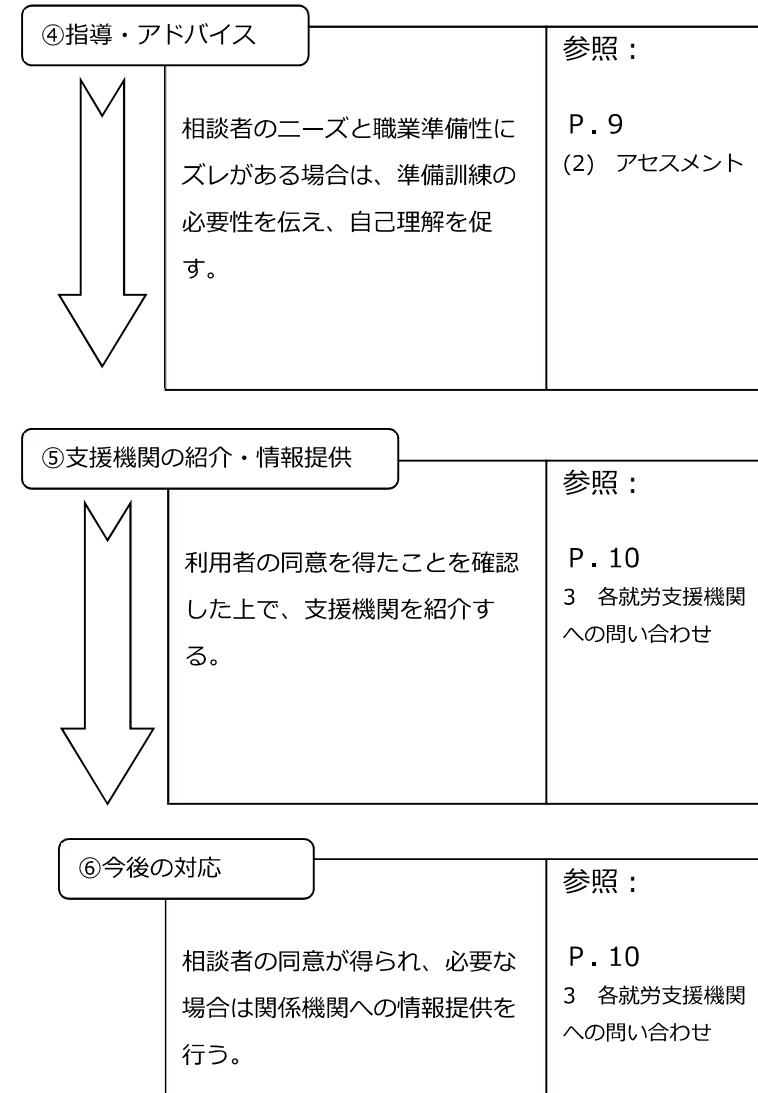 ④指導・アドバイス
参照：
相談者のニーズと職業準備性に
ズレがある場合は、準備訓練の
必要性を伝え、自己理解を促
す。
P．9
(2)　アセスメント
⑤支援機関の紹介・情報提供
参照：
利用者の同意を得たことを確認
した上で、支援機関を紹介す
る。
P．10
3　各就労支援機関
への問い合わせ
⑥今後の対応
参照：
相談者の同意が得られ、必要な
場合は関係機関への情報提供を
行う。
P．10
3　各就労支援機関
への問い合わせ